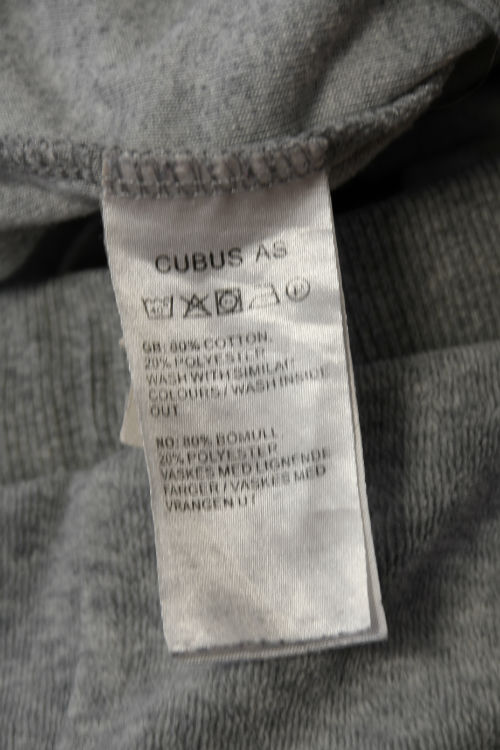 CUBUS AS
GB: 80% COTTON.
20% POLYESTER
WASH WITH SIMILAR
COLOURS / WASH INSIDE
OUT
NO: 80% BOMULL.
20% POLYESTER
VASKES MED LIGNENDE
FARGER / VASKES MED
VRANGEN UT